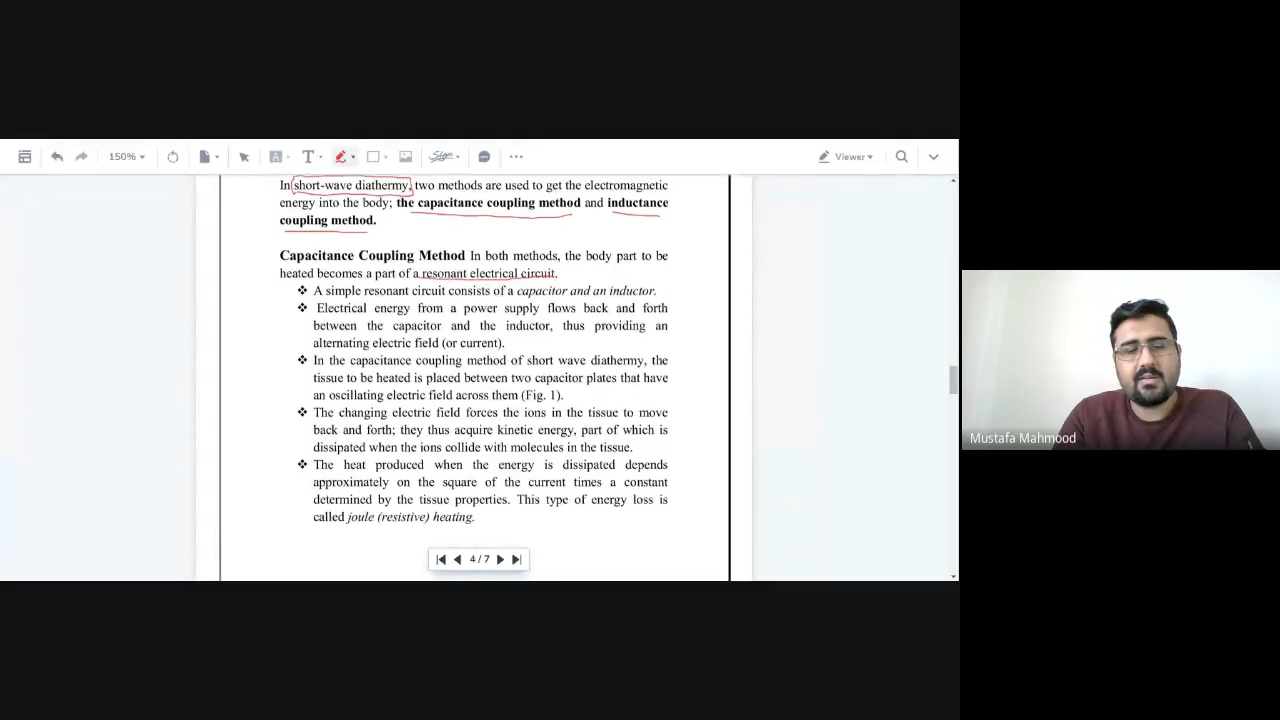 150%
T
Sign
Viewer
In short-wave diathermy, two methods are used to get the electromagnetic
energy into the body; the capacitance coupling method and inductance
coupling method.
Capacitance Coupling Method In both methods, the body part to be
heated becomes a part of a resonant electrical circuit.
❖ A simple resonant circuit consists of a capacitor and an inductor.
❖ Electrical energy from a power supply flows back and forth
between the capacitor and the inductor, thus providing an
alternating electric field (or current).
❖ In the capacitance coupling method of short wave diathermy, the
tissue to be heated is placed between two capacitor plates that have
an oscillating electric field across them (Fig. 1).
❖ The changing electric field forces the ions in the tissue to move
back and forth; they thus acquire kinetic energy, part of which is
dissipated when the ions collide with molecules in the tissue.
❖ The heat produced when the energy is dissipated depends
approximately on the square of the current times a constant
determined by the tissue properties. This type of energy loss is
called joule (resistive) heating.
4 / 7
Mustafa Mahmood